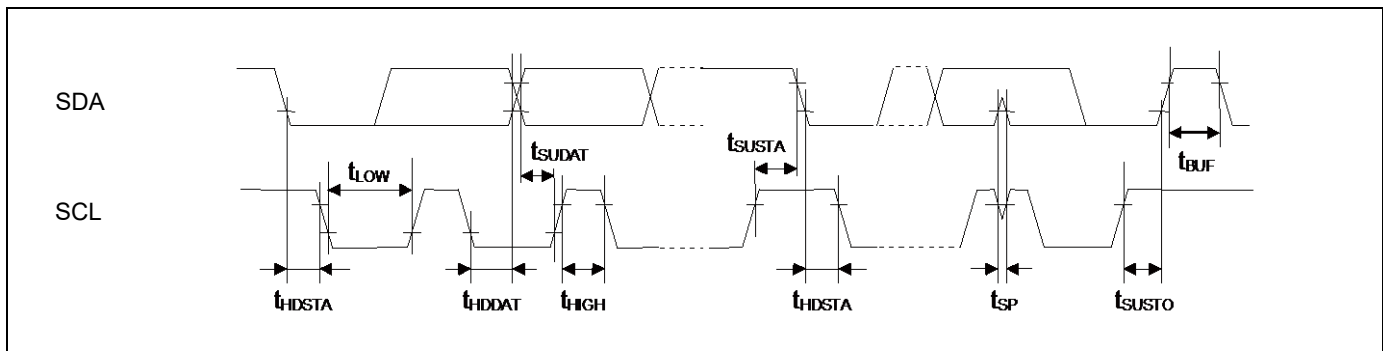 SDA
tSUDAT
tSUSTA
tLOW
tBUF
SCL
tHDSTA
tHDDAT
tHIGH
tHDSTA
tSP
tSUSTO